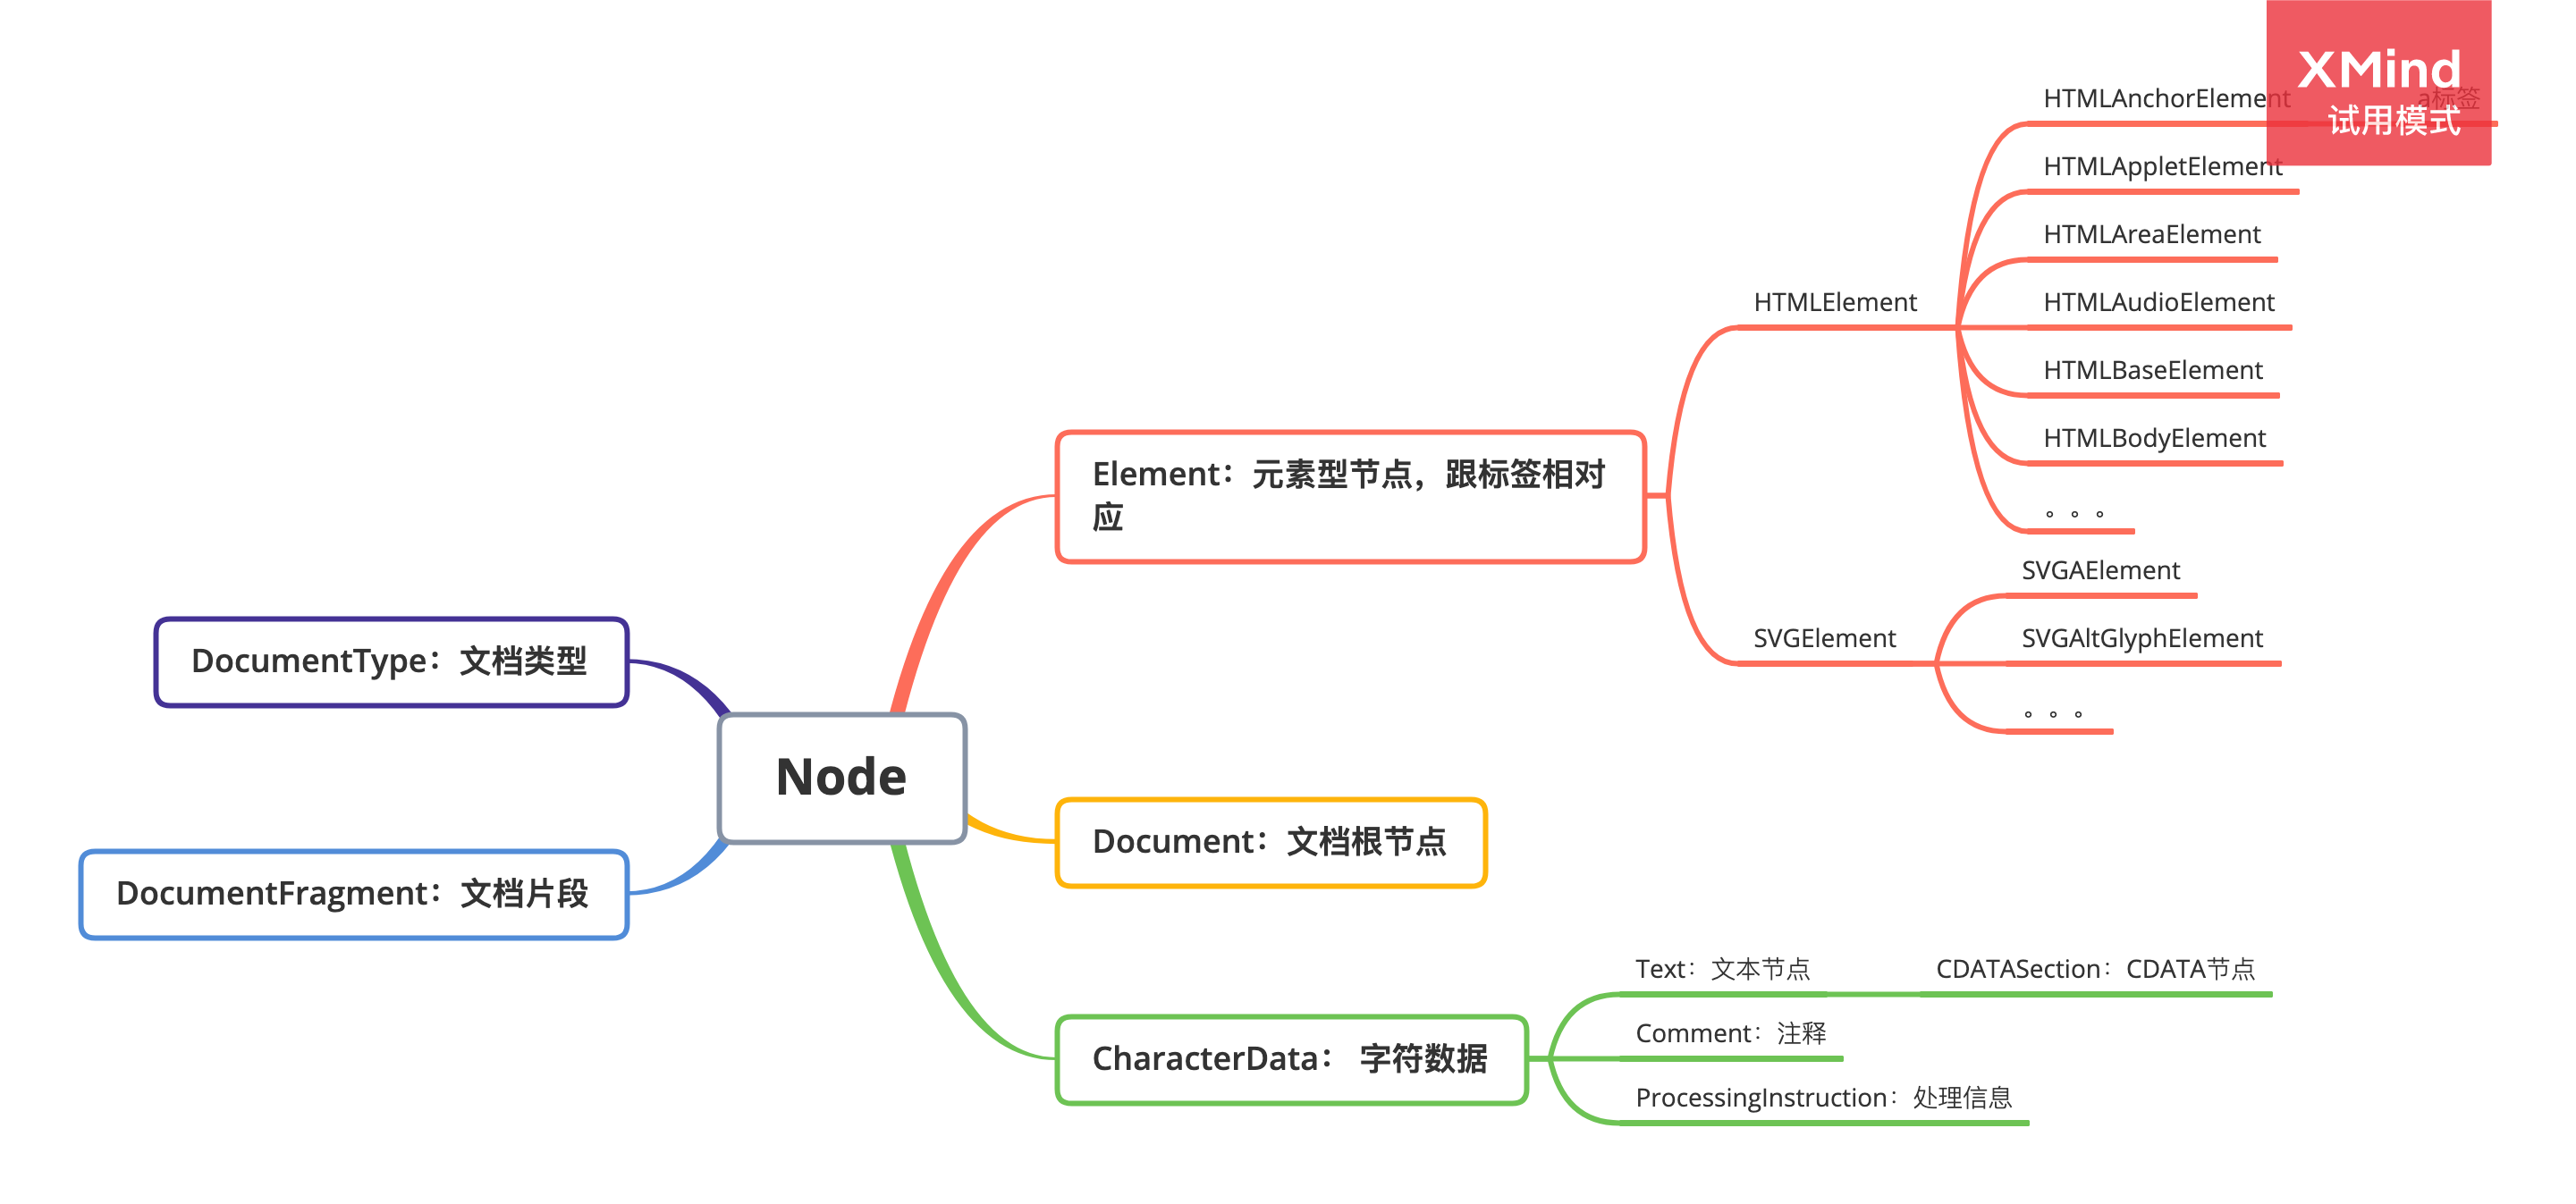 XMind
试用模式
HTMLAnchorElement
a标签
HTMLAppletElement
HTMLAreaElement
HTMLElement
HTMLAudioElement
HTMLBaseElement
HTMLBodyElement
。。。
Element：元素型节点，跟标签相对
应
SVGAElement
SVGElement
SVGAltGlyphElement
。。。
DocumentType：文档类型
Node
Document：文档根节点
DocumentFragment：文档片段
CharacterData： 字符数据
Text：文本节点
CDATASection：CDATA节点
Comment：注释
ProcessingInstruction：处理信息